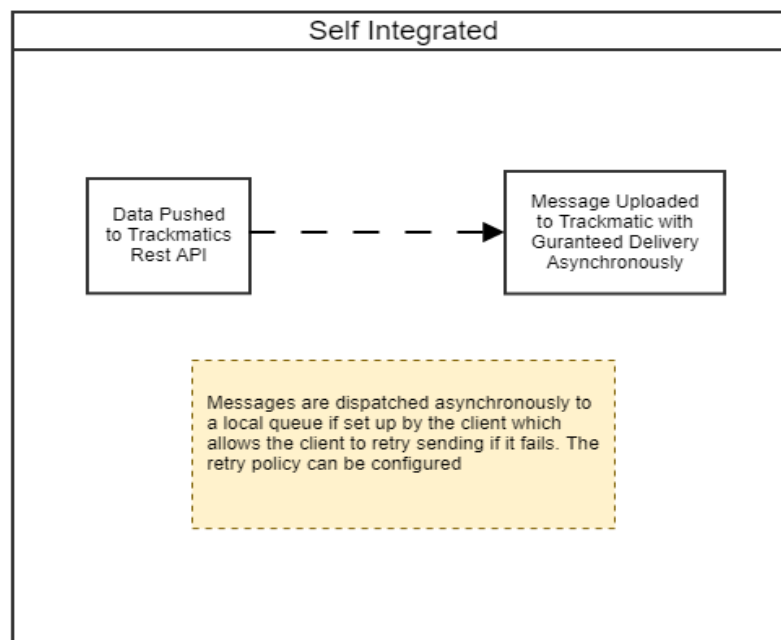 Self Integrated
Data Pushed
to Trackmatics
Rest API
Message Uploaded
to Trackmatic with
Guranteed Delivery
Asynchronously
Messages are dispatched asynchronously to
a local queue if set up by the client which
allows the client to retry sending if it fails. The
retry policy can be configured